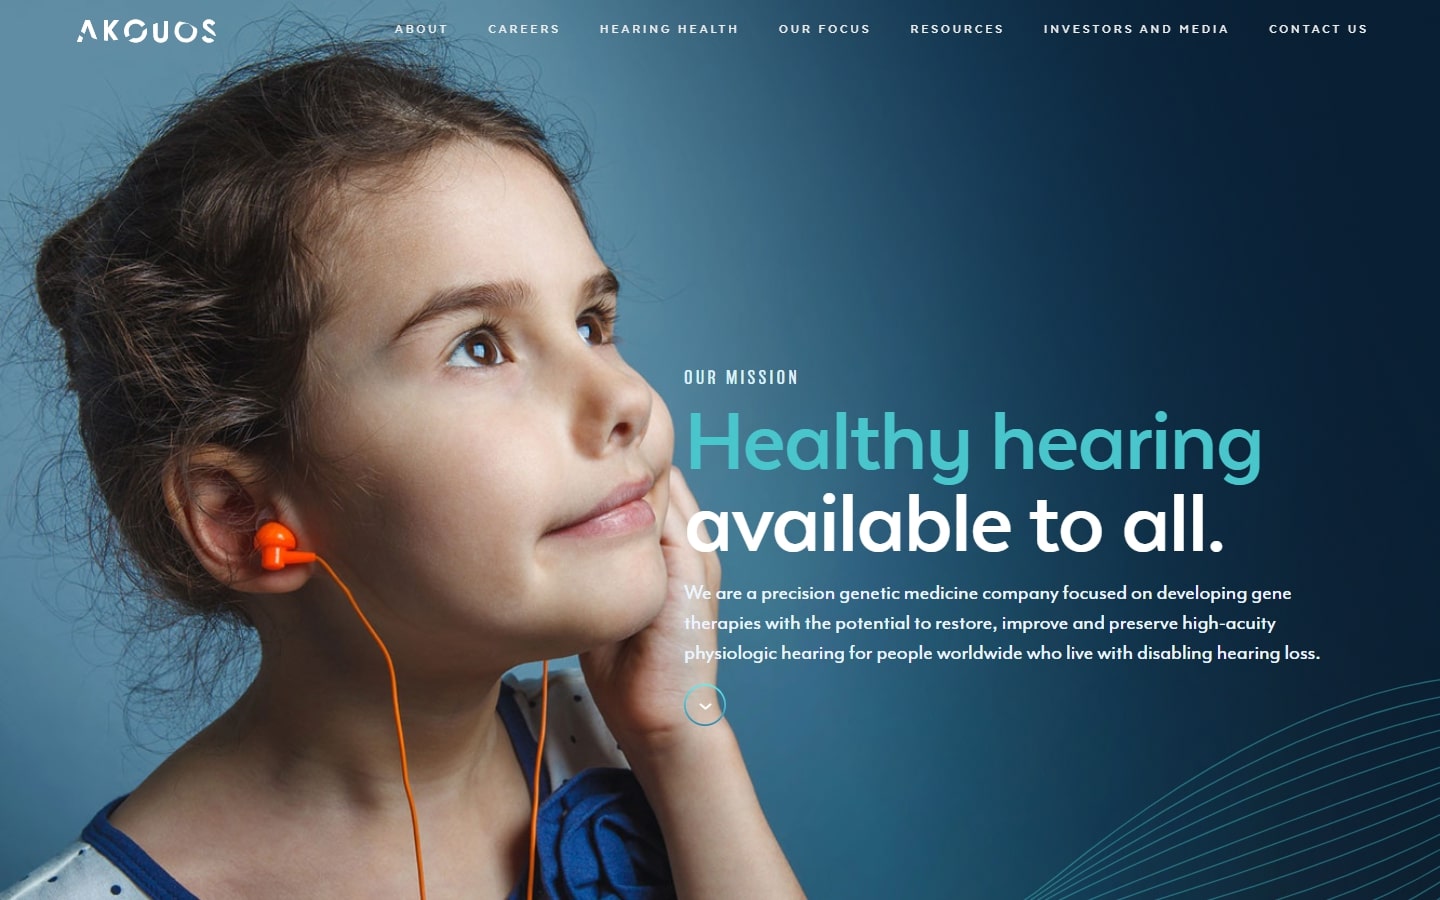 AKOUOS
ABOUT CAREERS HEARING HEALTH OUR FOCUS RESOURCES INVESTORS AND MEDIA CONTACT US
OUR MISSION
Healthy hearing
available to all.
We are a precision genetic medicine company focused on developing gene
therapies with the potential to restore, improve and preserve high-acuity
physiologic hearing for people worldwide who live with disabling hearing loss.